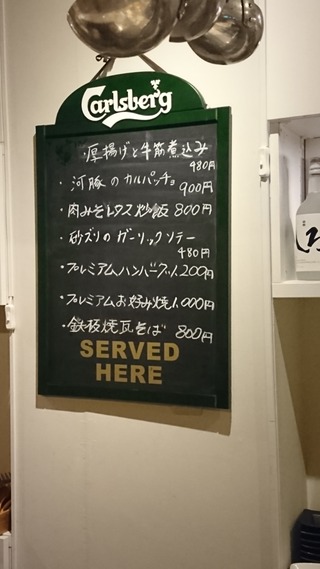 Carlsberg
・厚揚げと牛筋煮込み
480円
・河豚のカルパッチョ
900円
・肉みそレタス炒飯 800円
・砂ズリのガーリックソテー
480円
・プレミアムハンバーグ1.200円
・プレミアムお好み焼1.000円
・鉄板焼瓦そば 800円
SERVED
HERE